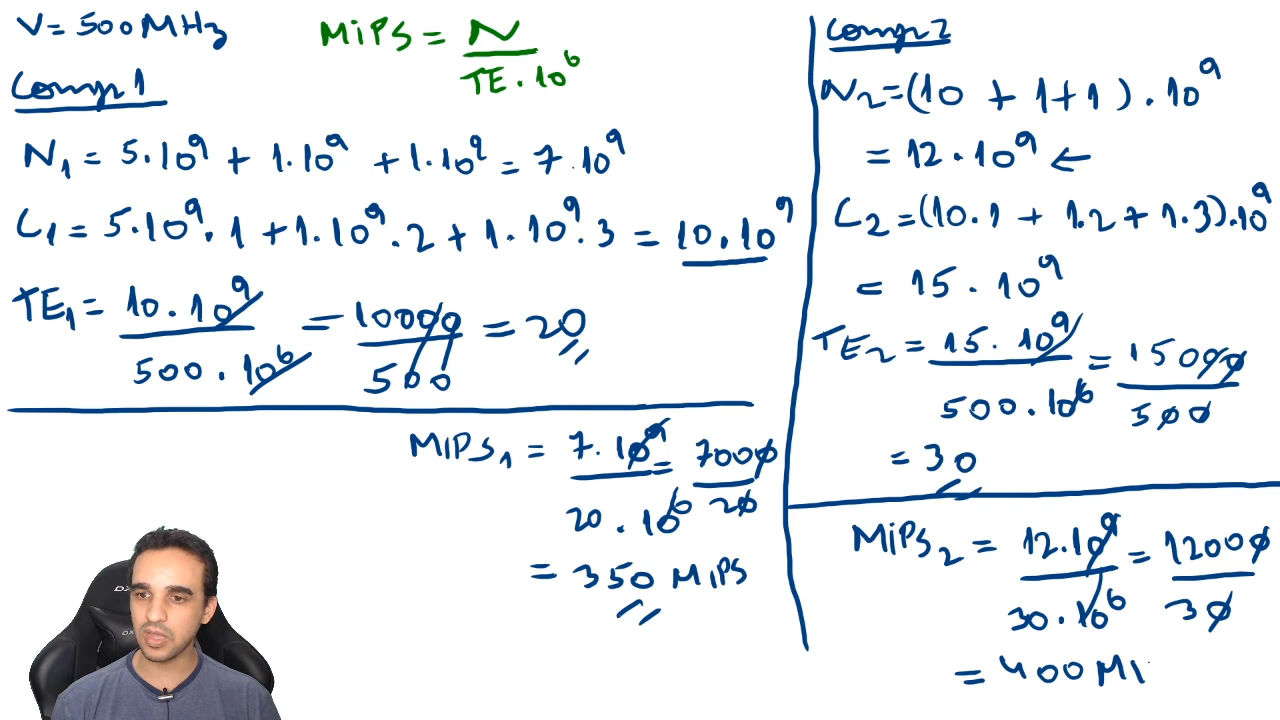 V = 500 MHz
MiPS = N / TE . 10^6
Comp 1
N₁ = 5.10⁹ + 1.10⁹ + 1.10⁹ = 7.10⁹
C₁ = 5.10⁹.1 + 1.10⁹.2 + 1.10⁹.3 = 10.10⁹
TE₁ = 10.10⁹ / 500.10⁶ = 10000 / 500 = 20
MiPS₁ = 7.10⁹ / 20.10⁶ = 7000 / 20
= 350 MiPS
Comp 2
N₂ = (10 + 1 + 1).10⁹
= 12.10⁹ ←
C₂ = (10.1 + 1.2 + 1.3).10⁹
= 15.10⁹
TE₂ = 15.10⁹ / 500.10⁶ = 15000 / 500
= 30
MiPS₂ = 12.10⁹ / 30.10⁶ = 12000 / 30
= 400 Mi